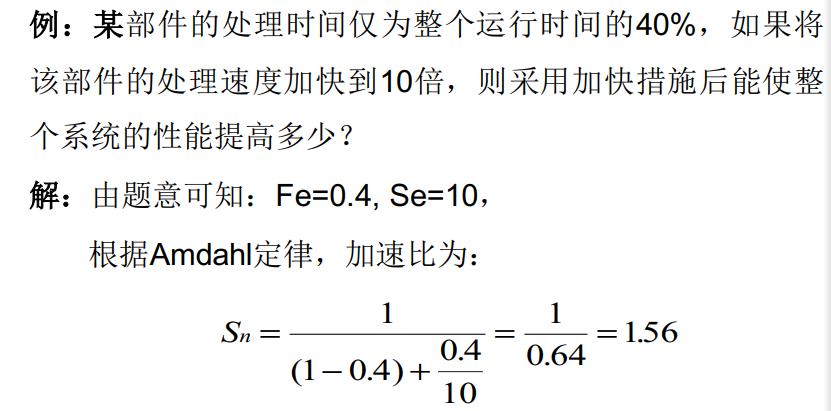 例：某部件的处理时间仅为整个运行时间的40%，如果将
该部件的处理速度加快到10倍，则采用加快措施后能使整
个系统的性能提高多少？
解：由题意可知：Fe=0.4, Se=10，
根据Amdahl定律，加速比为：
Sn = 1 / ((1−0.4)+0.4/10) = 1/0.64 = 1.56